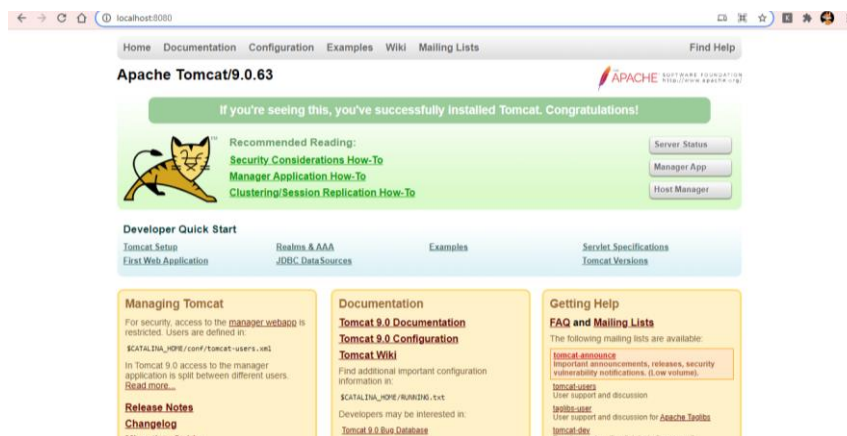 localhost:8080
Home Documentation Configuration Examples Wiki Mailing Lists Find Help
Apache Tomcat/9.0.63
THE APACHE SOFTWARE FOUNDATION
http://www.apache.org/
If you're seeing this, you've successfully installed Tomcat. Congratulations!
TM
Recommended Reading:
Security Considerations How-To
Manager Application How-To
Clustering/Session Replication How-To
Server Status
Manager App
Host Manager
Developer Quick Start
Tomcat Setup
First Web Application
Realms & AAA
JDBC DataSources
Examples
Servlet Specifications
Tomcat Versions
Managing Tomcat
For security, access to the manager webapp is
restricted. Users are defined in:
$CATALINA_HOME/conf/tomcat-users.xml
In Tomcat 9.0 access to the manager
application is split between different users.
Read more...
Release Notes
Changelog
Documentation
Tomcat 9.0 Documentation
Tomcat 9.0 Configuration
Tomcat Wiki
Find additional important configuration
information in:
$CATALINA_HOME/RUNNING.txt
Developers may be interested in:
Tomcat 9.0 Bug Database
Getting Help
FAQ and Mailing Lists
The following mailing lists are available:
tomcat-announce
Important announcements, releases, security
vulnerability notifications. (Low volume).
tomcat-users
User support and discussion
taglibs-user
User support and discussion for Apache Taglibs
tomcat-dev